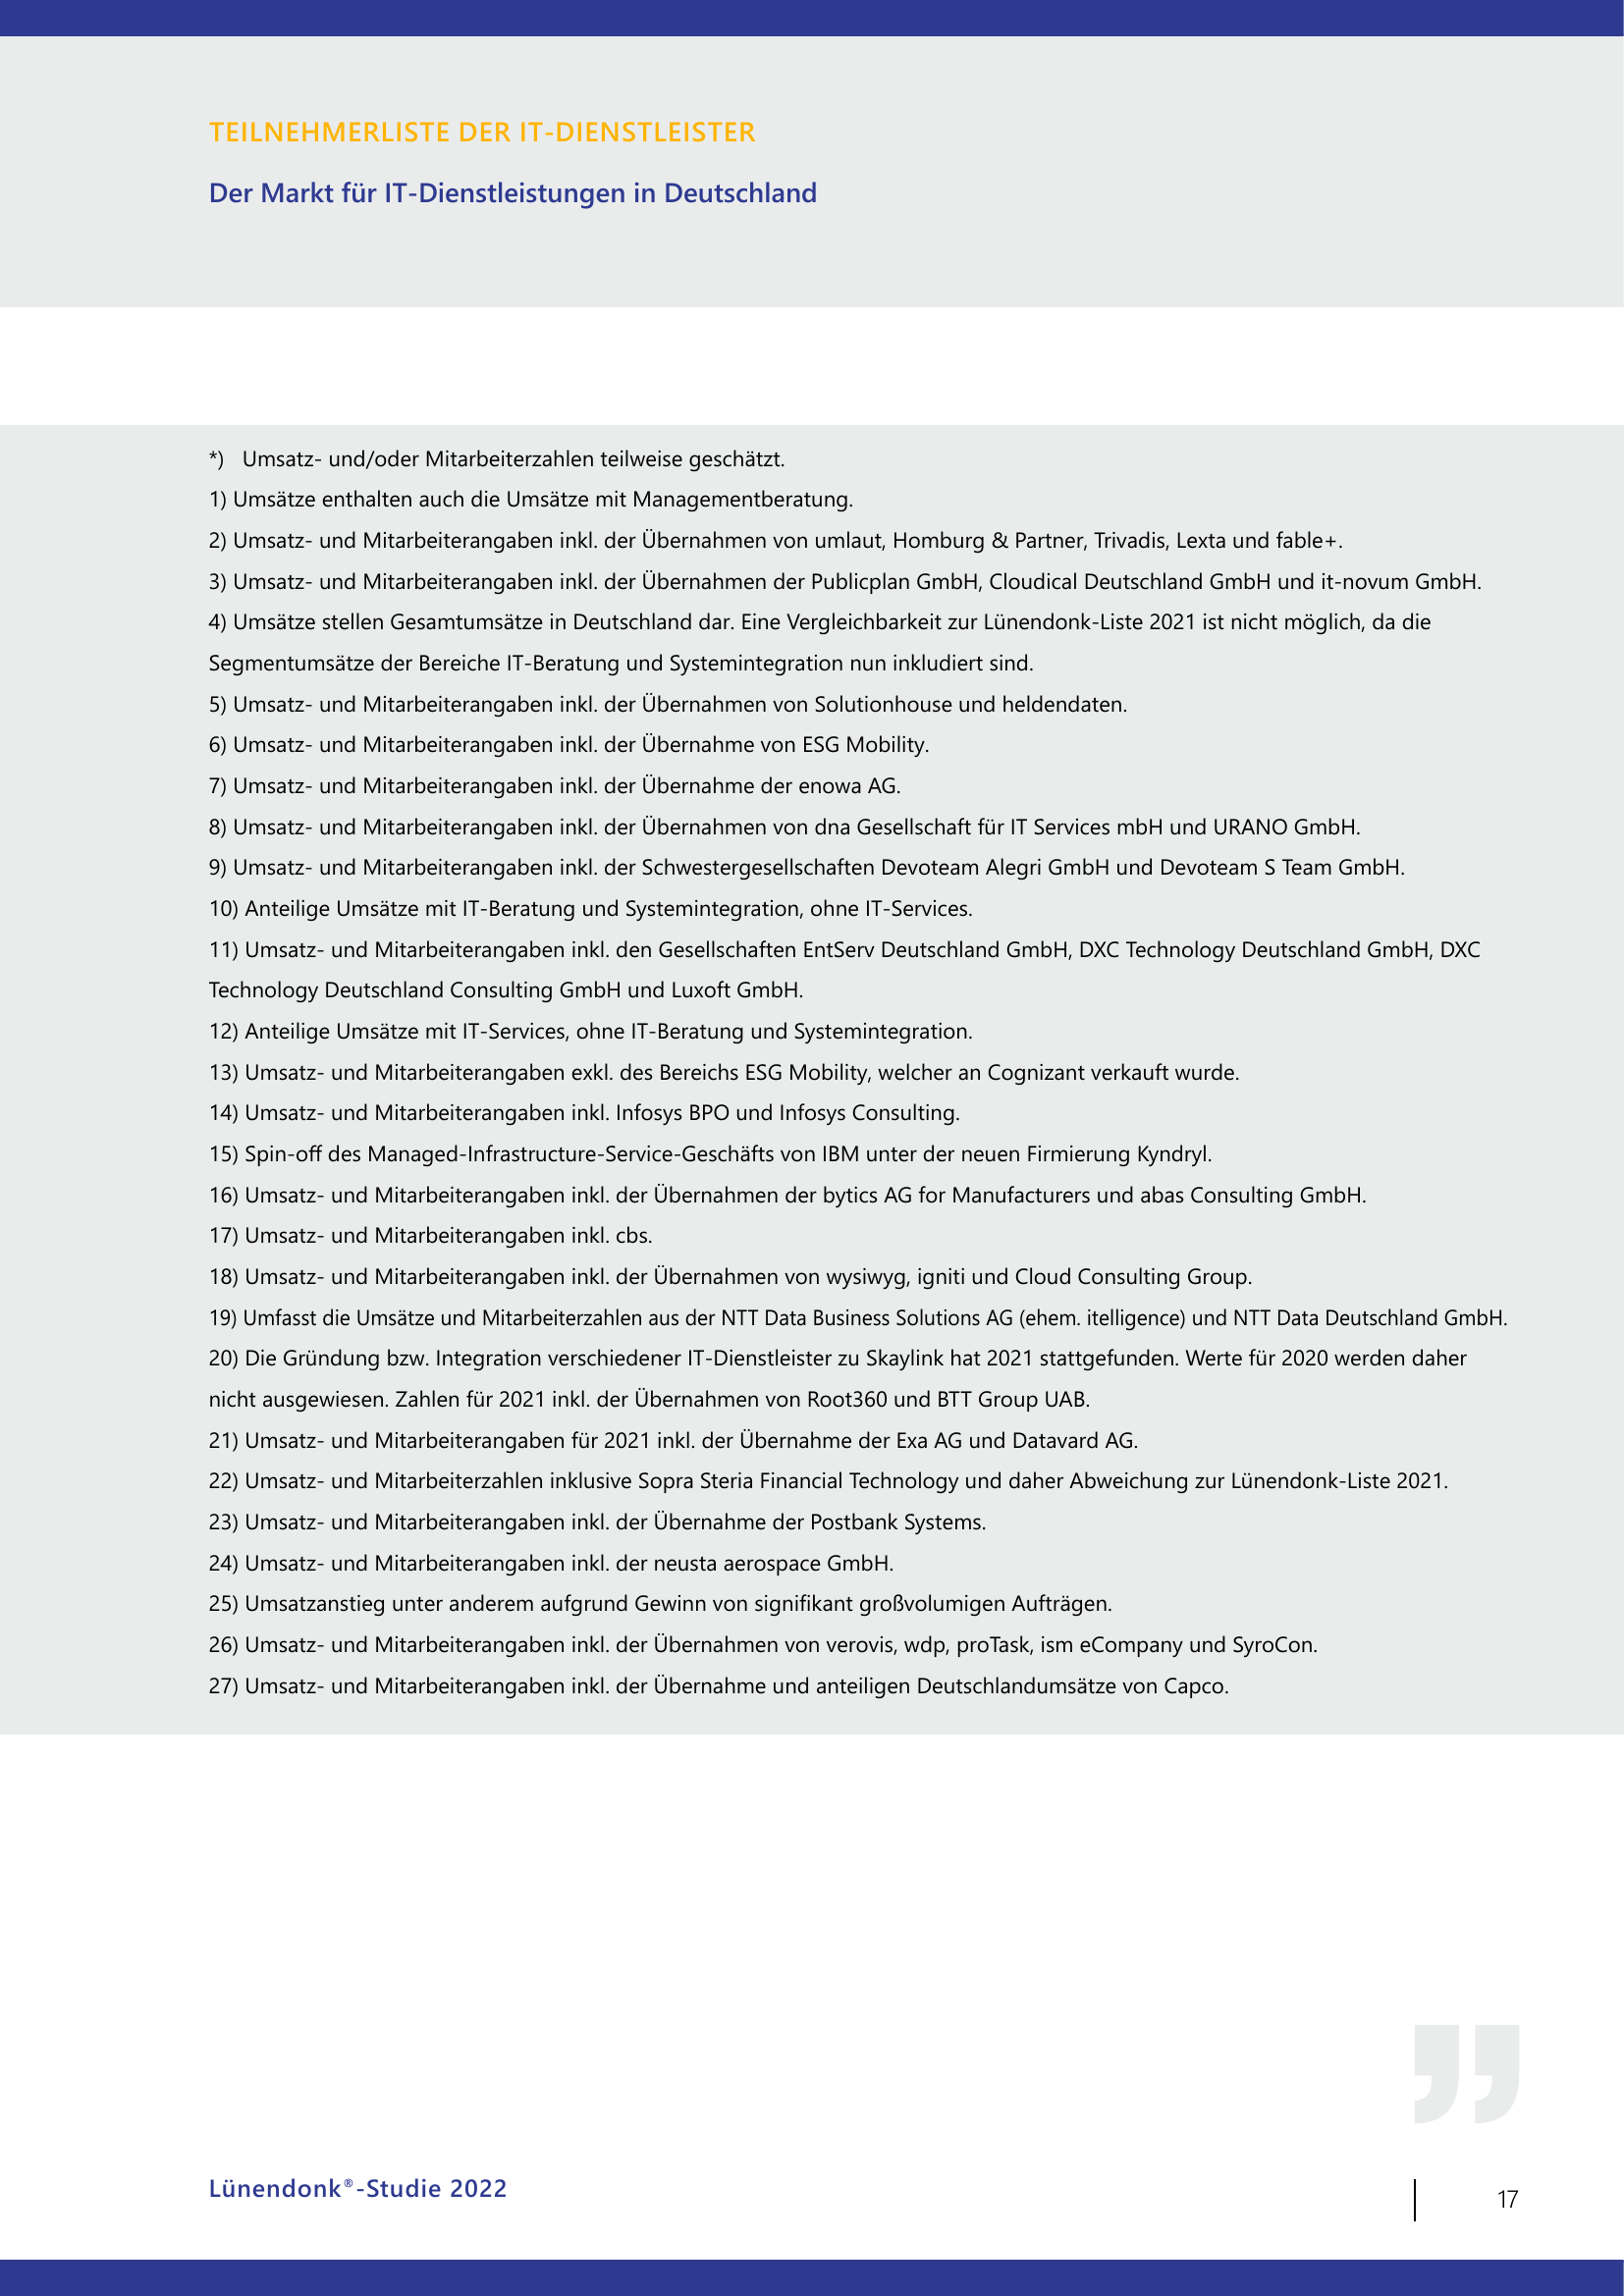 TEILNEHMERLISTE DER IT-DIENSTLEISTER
Der Markt für IT-Dienstleistungen in Deutschland
*) Umsatz- und/oder Mitarbeiterzahlen teilweise geschätzt.
1) Umsätze enthalten auch die Umsätze mit Managementberatung.
2) Umsatz- und Mitarbeiterangaben inkl. der Übernahmen von umlaut, Homburg & Partner, Trivadis, Lexta und fable+.
3) Umsatz- und Mitarbeiterangaben inkl. der Übernahmen der Publicplan GmbH, Cloudical Deutschland GmbH und it-novum GmbH.
4) Umsätze stellen Gesamtumsätze in Deutschland dar. Eine Vergleichbarkeit zur Lünendonk-Liste 2021 ist nicht möglich, da die
Segmentumsätze der Bereiche IT-Beratung und Systemintegration nun inkludiert sind.
5) Umsatz- und Mitarbeiterangaben inkl. der Übernahmen von Solutionhouse und heldendaten.
6) Umsatz- und Mitarbeiterangaben inkl. der Übernahme von ESG Mobility.
7) Umsatz- und Mitarbeiterangaben inkl. der Übernahme der enowa AG.
8) Umsatz- und Mitarbeiterangaben inkl. der Übernahmen von dna Gesellschaft für IT Services mbH und URANO GmbH.
9) Umsatz- und Mitarbeiterangaben inkl. der Schwestergesellschaften Devoteam Alegri GmbH und Devoteam S Team GmbH.
10) Anteilige Umsätze mit IT-Beratung und Systemintegration, ohne IT-Services.
11) Umsatz- und Mitarbeiterangaben inkl. den Gesellschaften EntServ Deutschland GmbH, DXC Technology Deutschland GmbH, DXC
Technology Deutschland Consulting GmbH und Luxoft GmbH.
12) Anteilige Umsätze mit IT-Services, ohne IT-Beratung und Systemintegration.
13) Umsatz- und Mitarbeiterangaben exkl. des Bereichs ESG Mobility, welcher an Cognizant verkauft wurde.
14) Umsatz- und Mitarbeiterangaben inkl. Infosys BPO und Infosys Consulting.
15) Spin-off des Managed-Infrastructure-Service-Geschäfts von IBM unter der neuen Firmierung Kyndryl.
16) Umsatz- und Mitarbeiterangaben inkl. der Übernahmen der bytics AG for Manufacturers und abas Consulting GmbH.
17) Umsatz- und Mitarbeiterangaben inkl. cbs.
18) Umsatz- und Mitarbeiterangaben inkl. der Übernahmen von wysiwyg, igniti und Cloud Consulting Group.
19) Umfasst die Umsätze und Mitarbeiterzahlen aus der NTT Data Business Solutions AG (ehem. itelligence) und NTT Data Deutschland GmbH.
20) Die Gründung bzw. Integration verschiedener IT-Dienstleister zu Skaylink hat 2021 stattgefunden. Werte für 2020 werden daher
nicht ausgewiesen. Zahlen für 2021 inkl. der Übernahmen von Root360 und BTT Group UAB.
21) Umsatz- und Mitarbeiterangaben für 2021 inkl. der Übernahme der Exa AG und Datavard AG.
22) Umsatz- und Mitarbeiterzahlen inklusive Sopra Steria Financial Technology und daher Abweichung zur Lünendonk-Liste 2021.
23) Umsatz- und Mitarbeiterangaben inkl. der Übernahme der Postbank Systems.
24) Umsatz- und Mitarbeiterangaben inkl. der neusta aerospace GmbH.
25) Umsatzanstieg unter anderem aufgrund Gewinn von signifikant großvolumigen Aufträgen.
26) Umsatz- und Mitarbeiterangaben inkl. der Übernahmen von verovis, wdp, proTask, ism eCompany und SyroCon.
27) Umsatz- und Mitarbeiterangaben inkl. der Übernahme und anteiligen Deutschlandumsätze von Capco.
Lünendonk®-Studie 2022
17